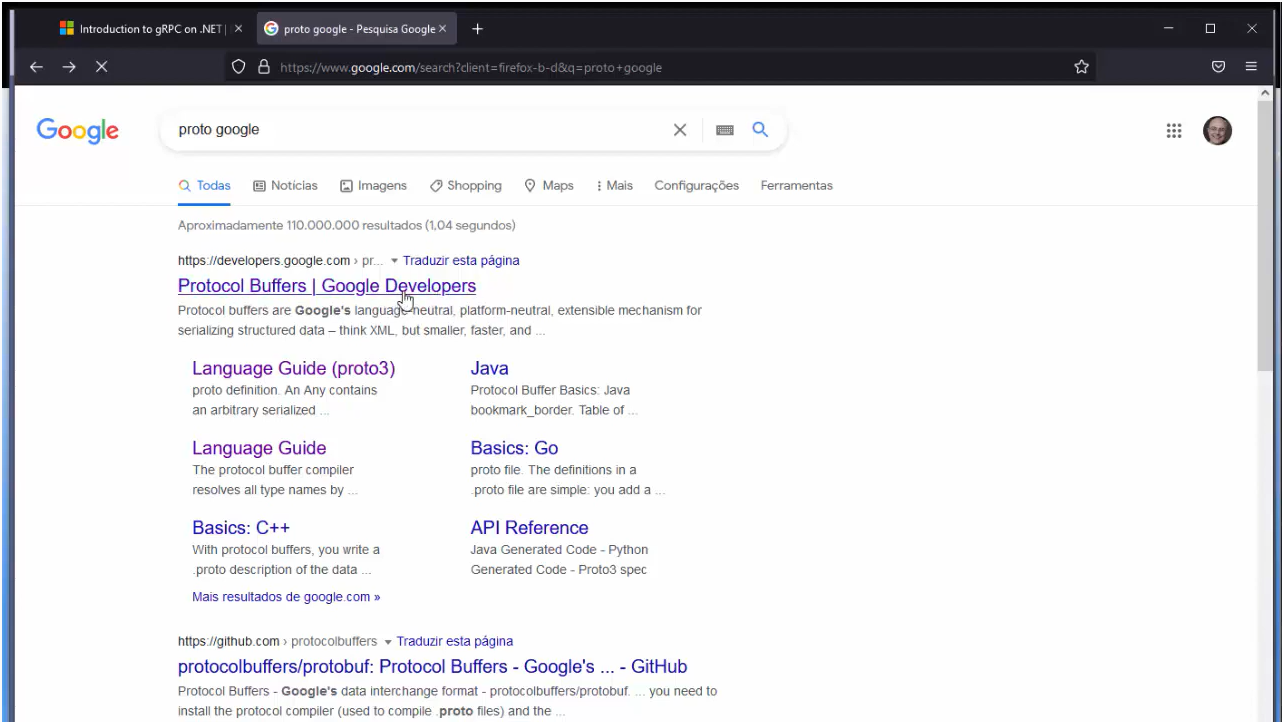 Introduction to gRPC on .NET |
proto google - Pesquisa Google
https://www.google.com/search?client=firefox-b-d&q=proto+google
Google
proto google
Todas Notícias Imagens Shopping Maps Mais Configurações Ferramentas
Aproximadamente 110.000.000 resultados (1,04 segundos)
https://developers.google.com › pr... Traduzir esta página
Protocol Buffers | Google Developers
Protocol buffers are Google's language-neutral, platform-neutral, extensible mechanism for
serializing structured data – think XML, but smaller, faster, and ...
Language Guide (proto3)
proto definition. An Any contains
an arbitrary serialized ...
Java
Protocol Buffer Basics: Java
bookmark_border. Table of ...
Language Guide
The protocol buffer compiler
resolves all type names by ...
Basics: Go
proto file. The definitions in a
.proto file are simple: you add a ...
Basics: C++
With protocol buffers, you write a
.proto description of the data ...
API Reference
Java Generated Code - Python
Generated Code - Proto3 spec
Mais resultados de google.com »
https://github.com › protocolbuffers Traduzir esta página
protocolbuffers/protobuf: Protocol Buffers - Google's ... - GitHub
Protocol Buffers - Google's data interchange format - protocolbuffers/protobuf. ... you need to
install the protocol compiler (used to compile .proto files) and the ...